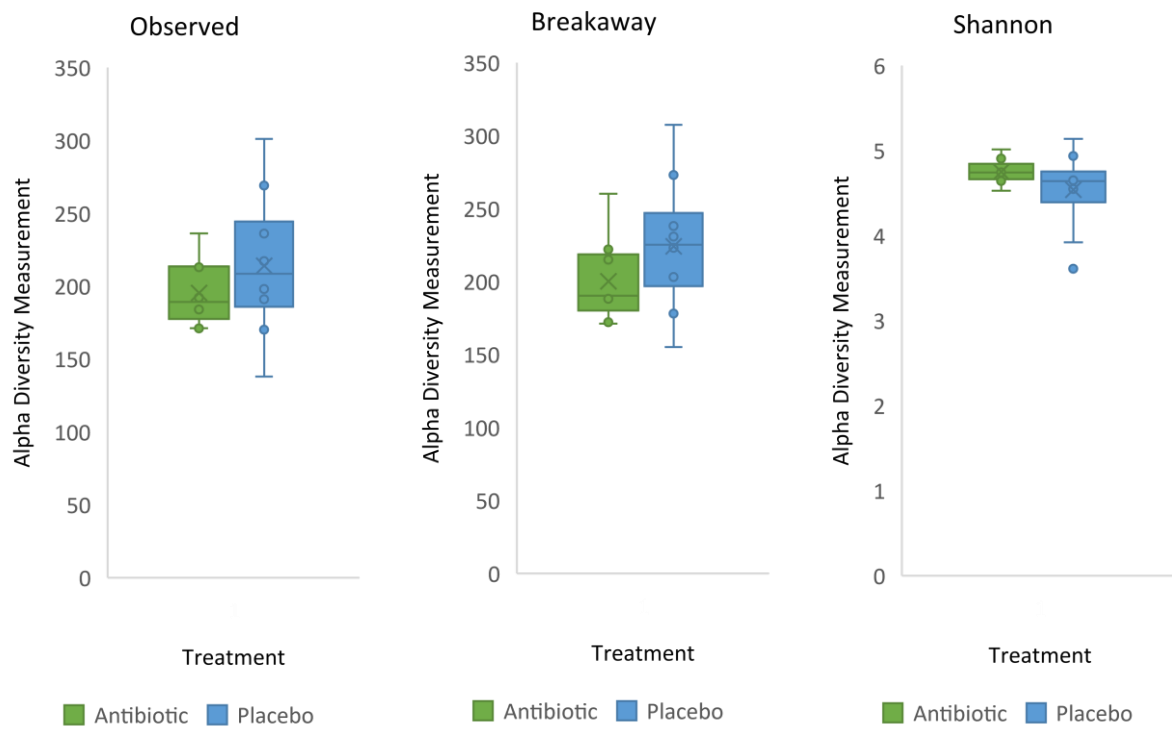 Observed
350
300
250
200
150
100
50
0
Alpha Diversity Measurement
Treatment
Antibiotic Placebo
Breakaway
350
300
250
200
150
100
50
0
Alpha Diversity Measurement
Treatment
Antibiotic Placebo
Shannon
6
5
4
3
2
1
0
Alpha Diversity Measurement
Treatment
Antibiotic Placebo